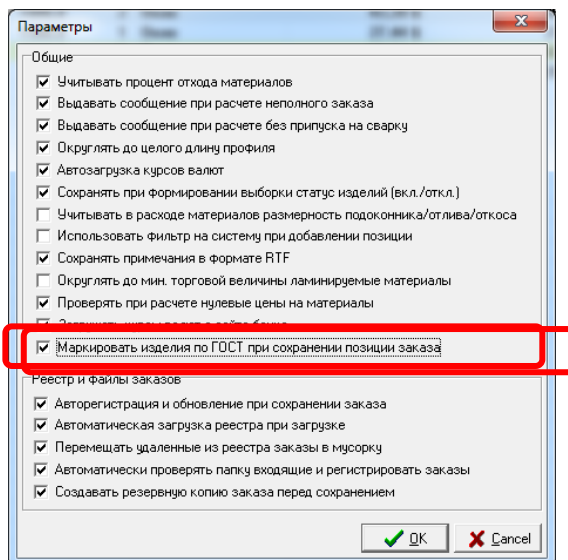 Параметры
Общие
Учитывать процент отхода материалов
Выдавать сообщение при расчете неполного заказа
Выдавать сообщение при расчете без припуска на сварку
Округлять до целого длину профиля
Автозагрузка курсов валют
Сохранять при формировании выборки статус изделий (вкл./откл.)
Учитывать в расходе материалов размерность подоконника/отлива/откоса
Использовать фильтр на систему при добавлении позиции
Сохранять примечания в формате RTF
Округлять до мин. торговой величины ламинируемые материалы
Проверять при расчете нулевые цены на материалы
Маркировать изделия по ГОСТ при сохранении позиции заказа
Реестр и файлы заказов
Авторегистрация и обновление при сохранении заказа
Автоматическая загрузка реестра при загрузке
Перемещать удаленные из реестра заказы в мусорку
Автоматически проверять папку входящие и регистрировать заказы
Создавать резервную копию заказа перед сохранением
OK
Cancel